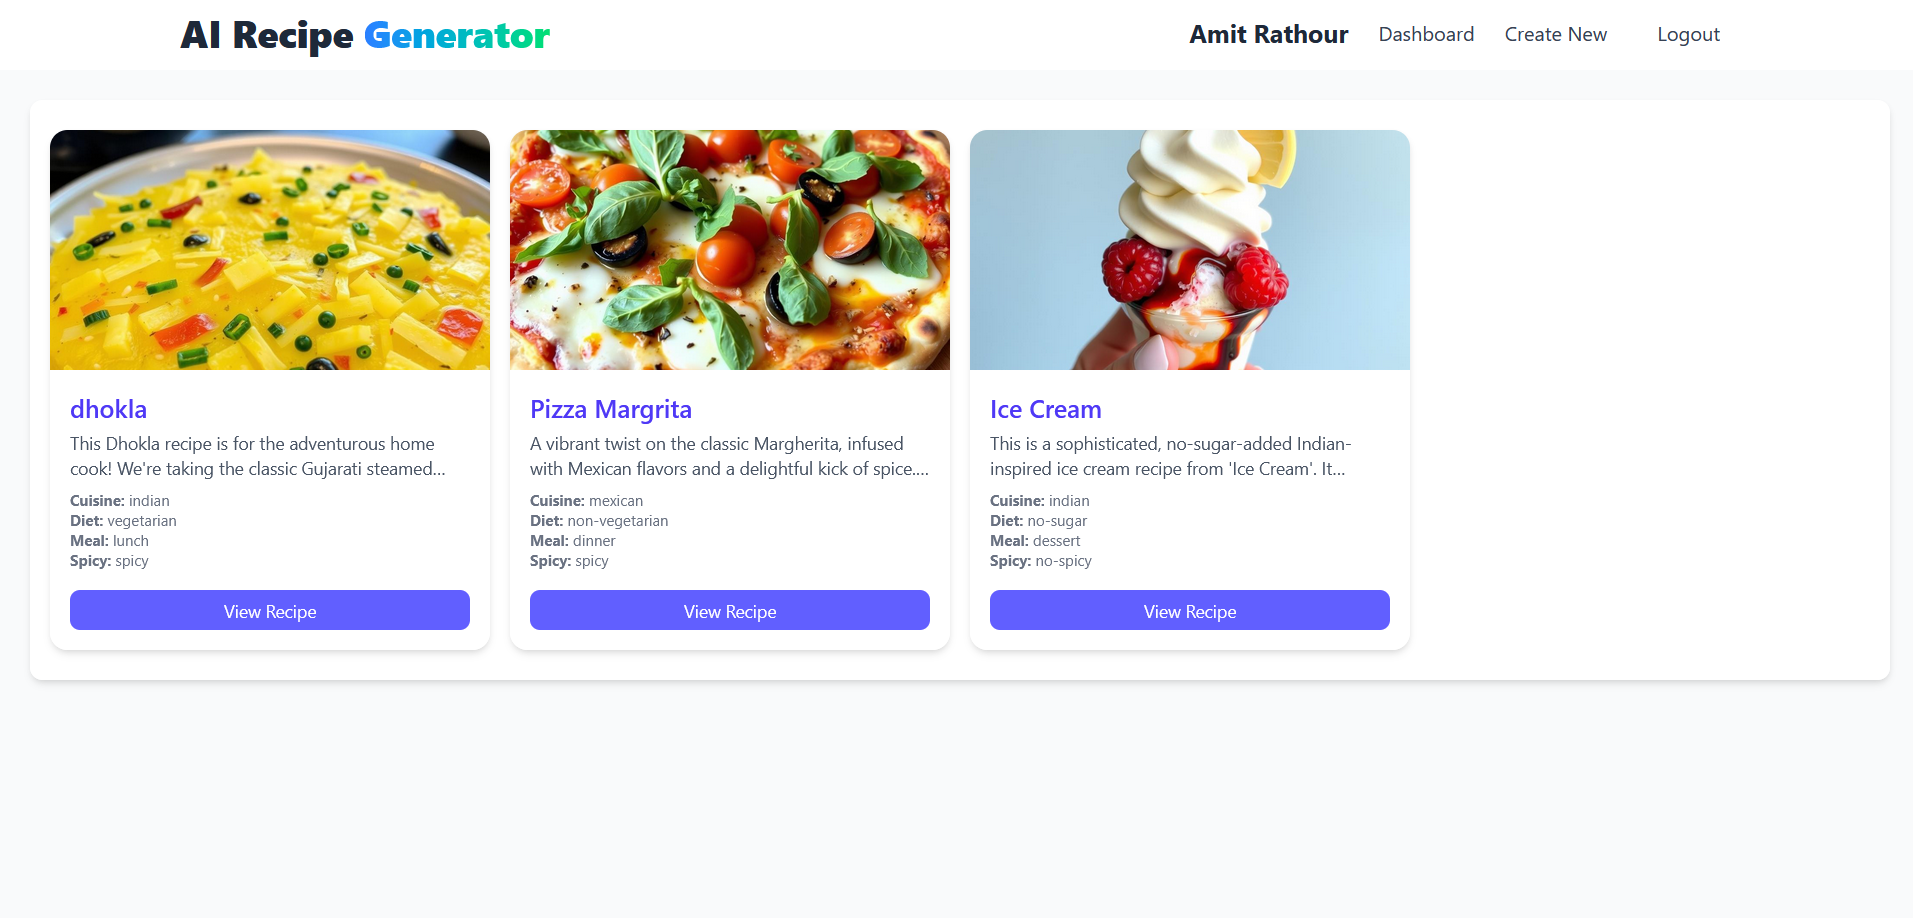 AI Recipe Generator
Amit Rathour Dashboard Create New Logout
dhokla
This Dhokla recipe is for the adventurous home
cook! We're taking the classic Gujarati steamed...
Cuisine: indian
Diet: vegetarian
Meal: lunch
Spicy: spicy
View Recipe
Pizza Margrita
A vibrant twist on the classic Margherita, infused
with Mexican flavors and a delightful kick of spice....
Cuisine: mexican
Diet: non-vegetarian
Meal: dinner
Spicy: spicy
View Recipe
Ice Cream
This is a sophisticated, no-sugar-added Indian-
inspired ice cream recipe from 'Ice Cream'. It...
Cuisine: indian
Diet: no-sugar
Meal: dessert
Spicy: no-spicy
View Recipe